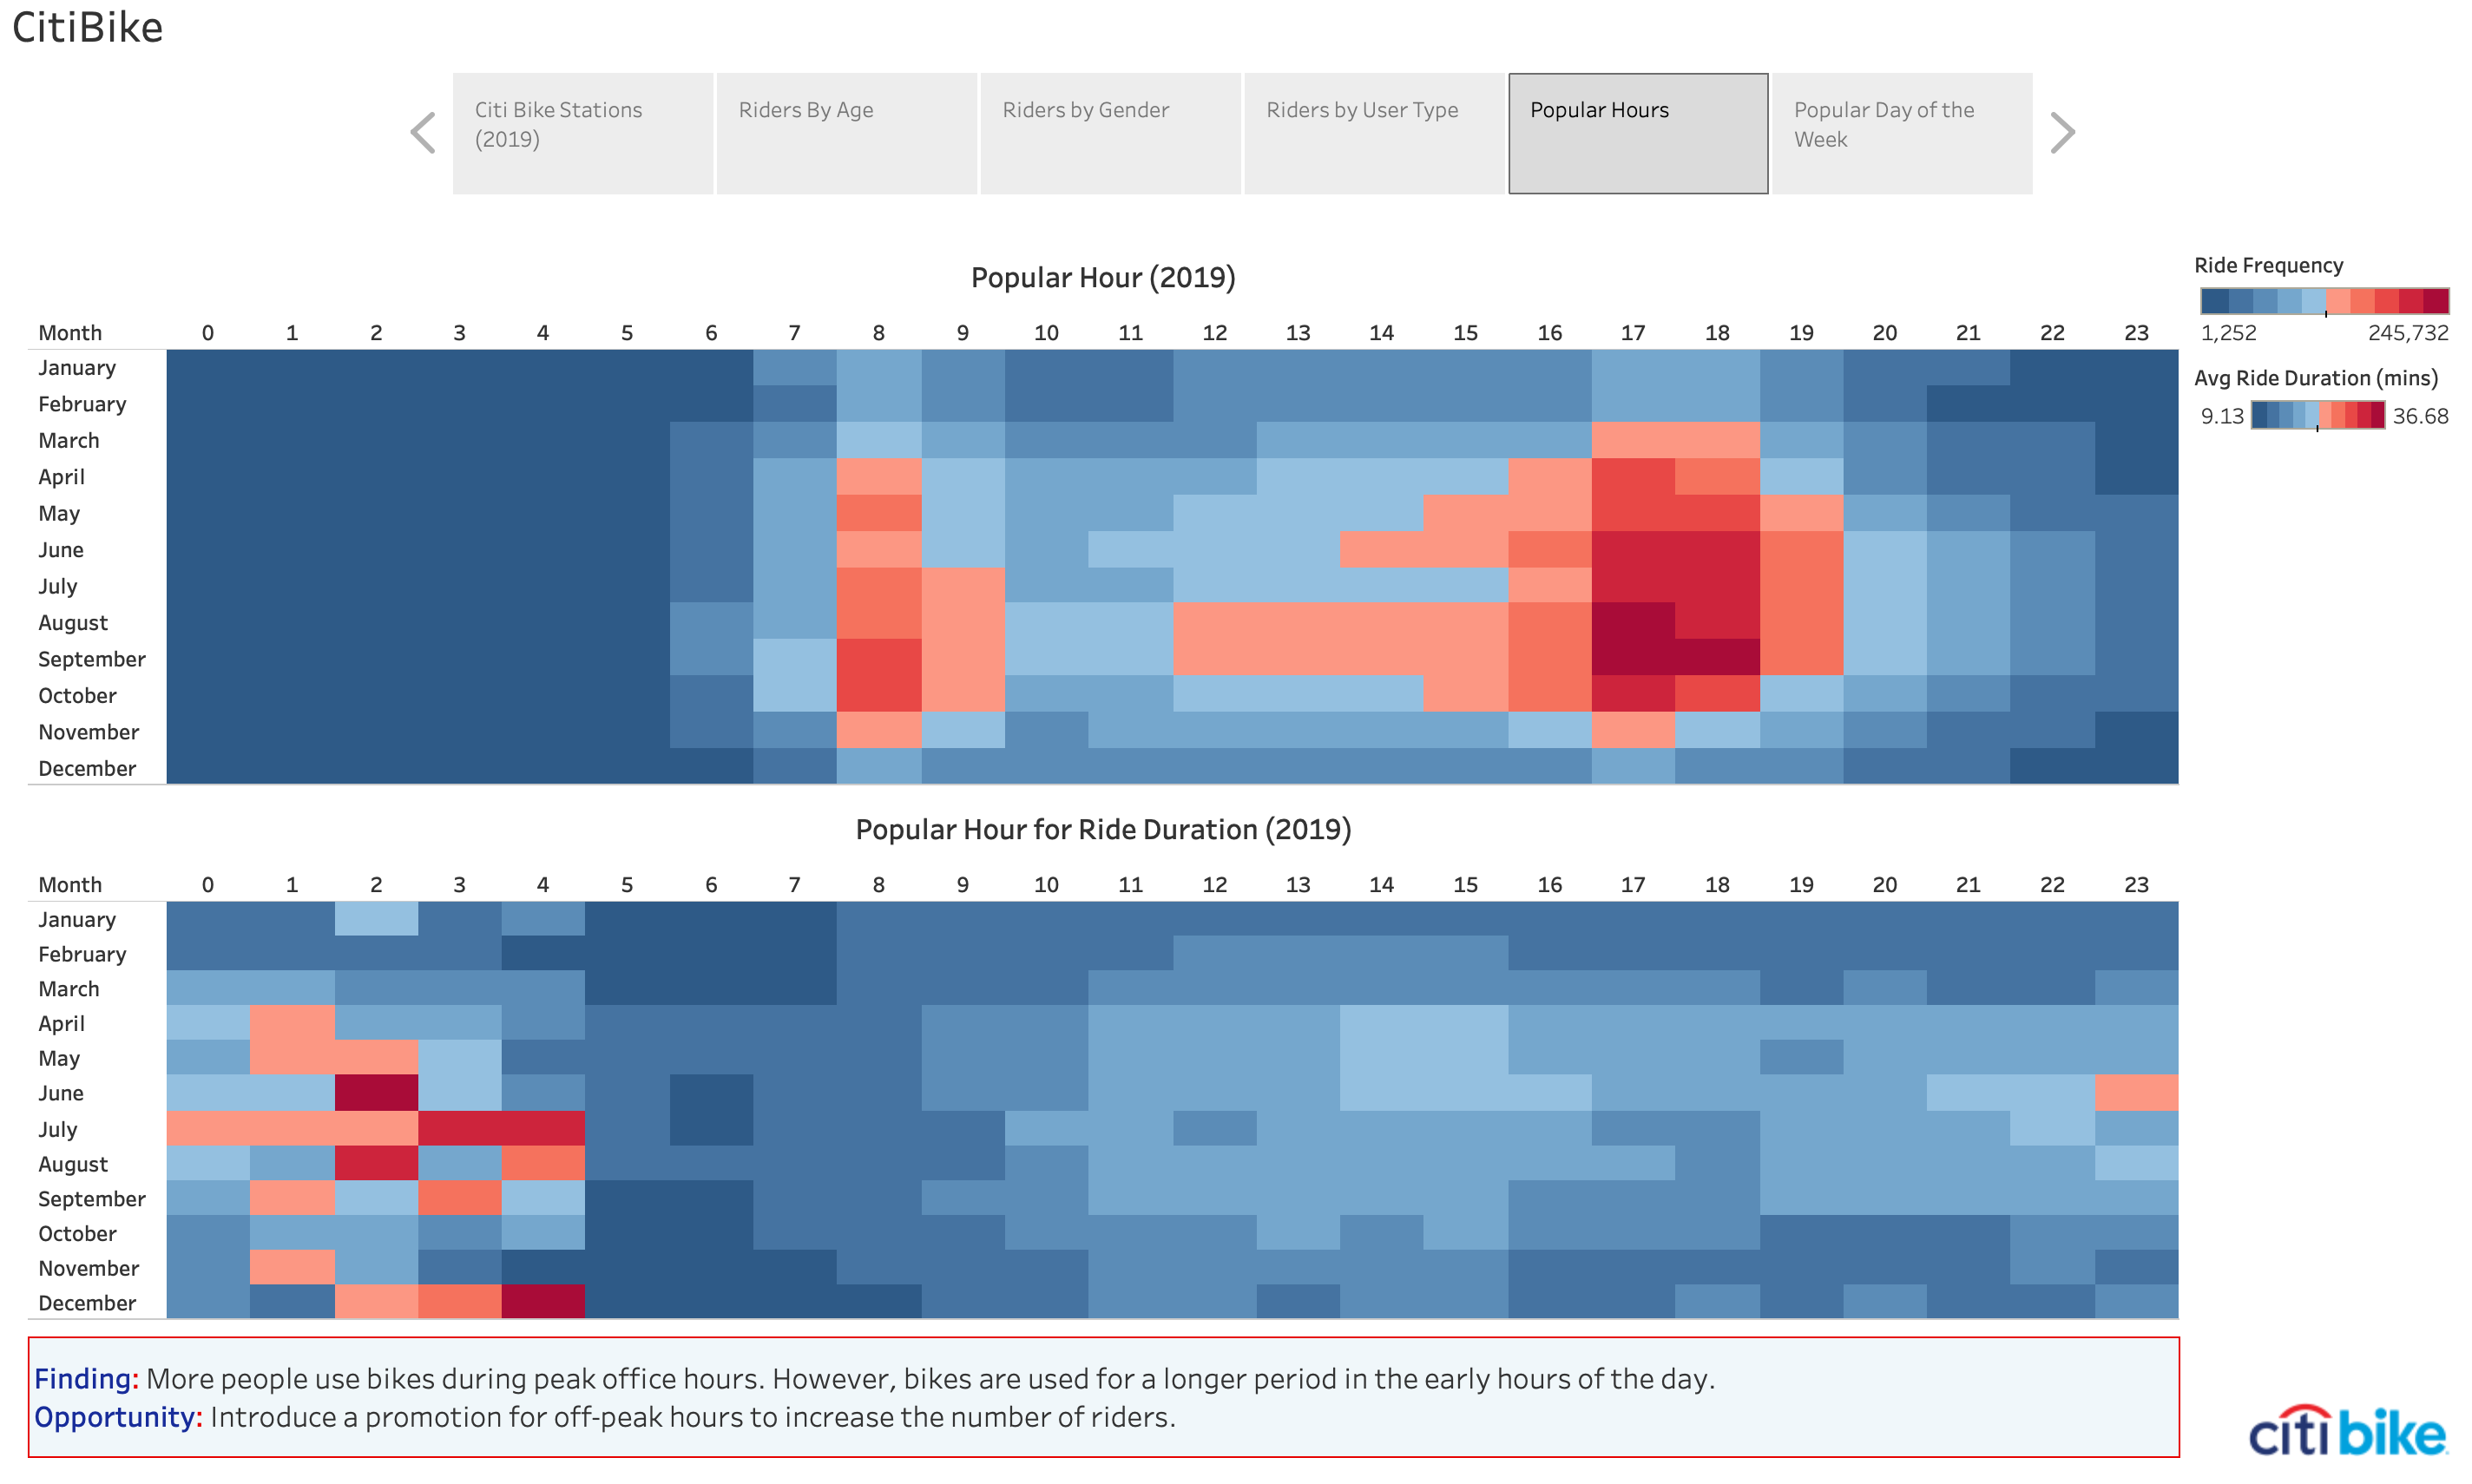 CitiBike
Citi Bike Stations
(2019)
Riders By Age
Riders by Gender
Riders by User Type
Popular Hours
Popular Day of the
Week
Popular Hour (2019)
Ride Frequency
1,252 245,732
Avg Ride Duration (mins)
9.13 36.68
Month 0 1 2 3 4 5 6 7 8 9 10 11 12 13 14 15 16 17 18 19 20 21 22 23
January
February
March
April
May
June
July
August
September
October
November
December
Popular Hour for Ride Duration (2019)
Month 0 1 2 3 4 5 6 7 8 9 10 11 12 13 14 15 16 17 18 19 20 21 22 23
January
February
March
April
May
June
July
August
September
October
November
December
Finding: More people use bikes during peak office hours. However, bikes are used for a longer period in the early hours of the day.
Opportunity: Introduce a promotion for off-peak hours to increase the number of riders.
citi bike